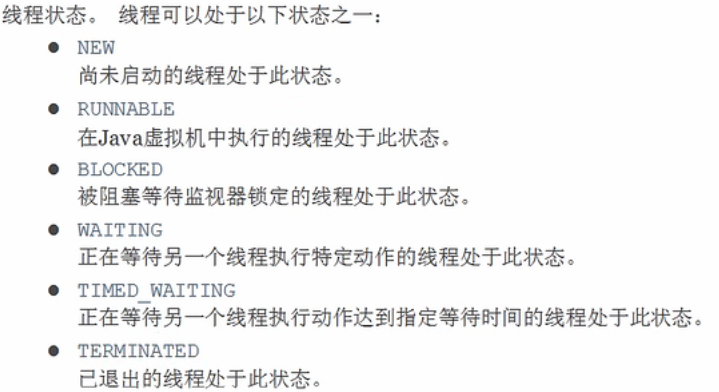 线程状态。 线程可以处于以下状态之一：
● NEW
尚未启动的线程处于此状态。
● RUNNABLE
在Java虚拟机中执行的线程处于此状态。
● BLOCKED
被阻塞等待监视器锁定的线程处于此状态。
● WAITING
正在等待另一个线程执行特定动作的线程处于此状态。
● TIMED_WAITING
正在等待另一个线程执行动作达到指定等待时间的线程处于此状态。
● TERMINATED
已退出的线程处于此状态。